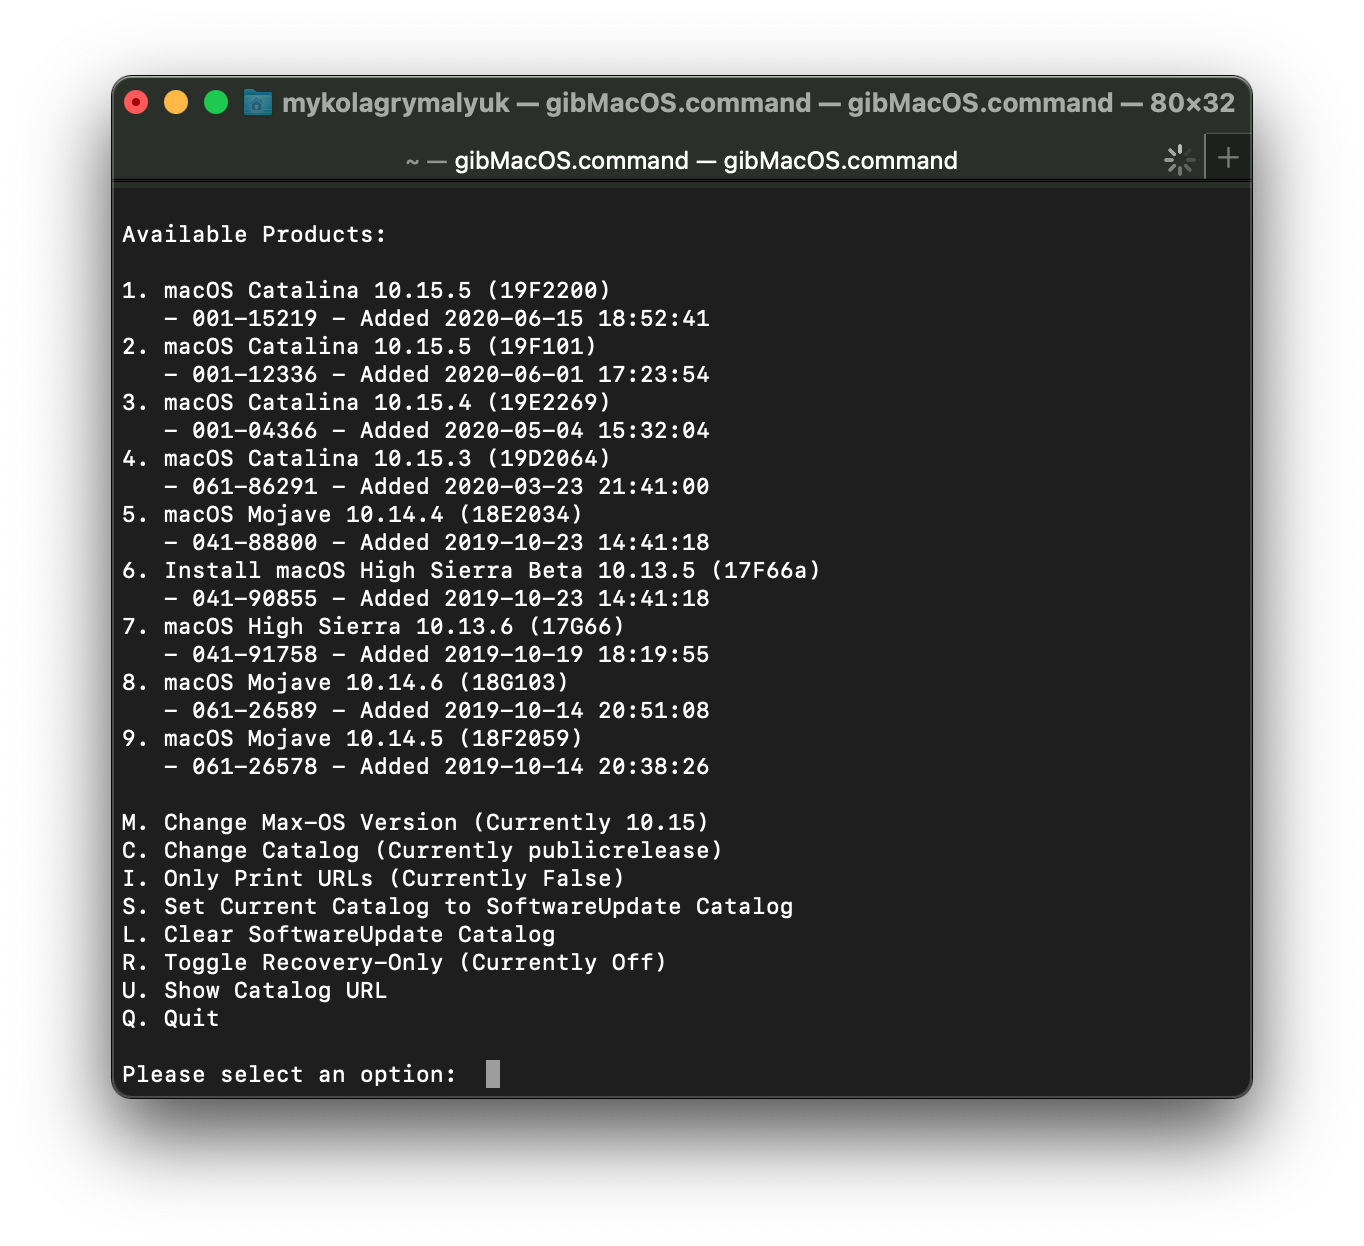 mykolagrymalyuk — gibMacOS.command — gibMacOS.command — 80×32
~ — gibMacOS.command — gibMacOS.command
Available Products:
1. macOS Catalina 10.15.5 (19F2200)
- 001-15219 - Added 2020-06-15 18:52:41
2. macOS Catalina 10.15.5 (19F101)
- 001-12336 - Added 2020-06-01 17:23:54
3. macOS Catalina 10.15.4 (19E2269)
- 001-04366 - Added 2020-05-04 15:32:04
4. macOS Catalina 10.15.3 (19D2064)
- 061-86291 - Added 2020-03-23 21:41:00
5. macOS Mojave 10.14.4 (18E2034)
- 041-88800 - Added 2019-10-23 14:41:18
6. Install macOS High Sierra Beta 10.13.5 (17F66a)
- 041-90855 - Added 2019-10-23 14:41:18
7. macOS High Sierra 10.13.6 (17G66)
- 041-91758 - Added 2019-10-19 18:19:55
8. macOS Mojave 10.14.6 (18G103)
- 061-26589 - Added 2019-10-14 20:51:08
9. macOS Mojave 10.14.5 (18F2059)
- 061-26578 - Added 2019-10-14 20:38:26
M. Change Max-OS Version (Currently 10.15)
C. Change Catalog (Currently publicrelease)
I. Only Print URLs (Currently False)
S. Set Current Catalog to SoftwareUpdate Catalog
L. Clear SoftwareUpdate Catalog
R. Toggle Recovery-Only (Currently Off)
U. Show Catalog URL
Q. Quit
Please select an option: